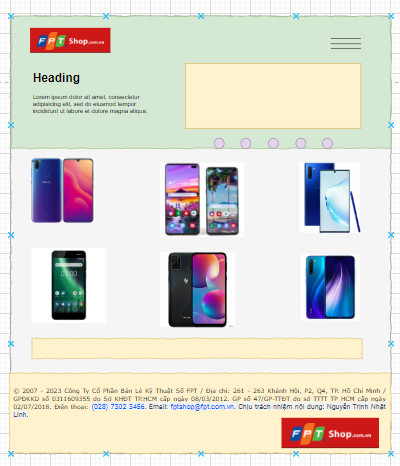 FPT Shop.com.vn
Heading
Lorem ipsum dolor sit amet, consectetur
adipisicing elit, sed do eiusmod tempor
incididunt ut labore et dolore magna aliqua.
© 2007 - 2023 Công Ty Cổ Phần Bán Lẻ Kỹ Thuật Số FPT / Địa chỉ: 261 - 263 Khánh Hội, P2, Q4, TP. Hồ Chí Minh /
GPĐKKD số 0311609355 do Sở KHĐT TP.HCM cấp ngày 08/03/2012. GP số 47/GP-TTĐT do sở TTTT TP HCM cấp ngày
02/07/2018. Điện thoại: (028) 7302 3456. Email: fptshop@fpt.com.vn. Chịu trách nhiệm nội dung: Nguyễn Trịnh Nhật
Linh.
FPT Shop.com.vn